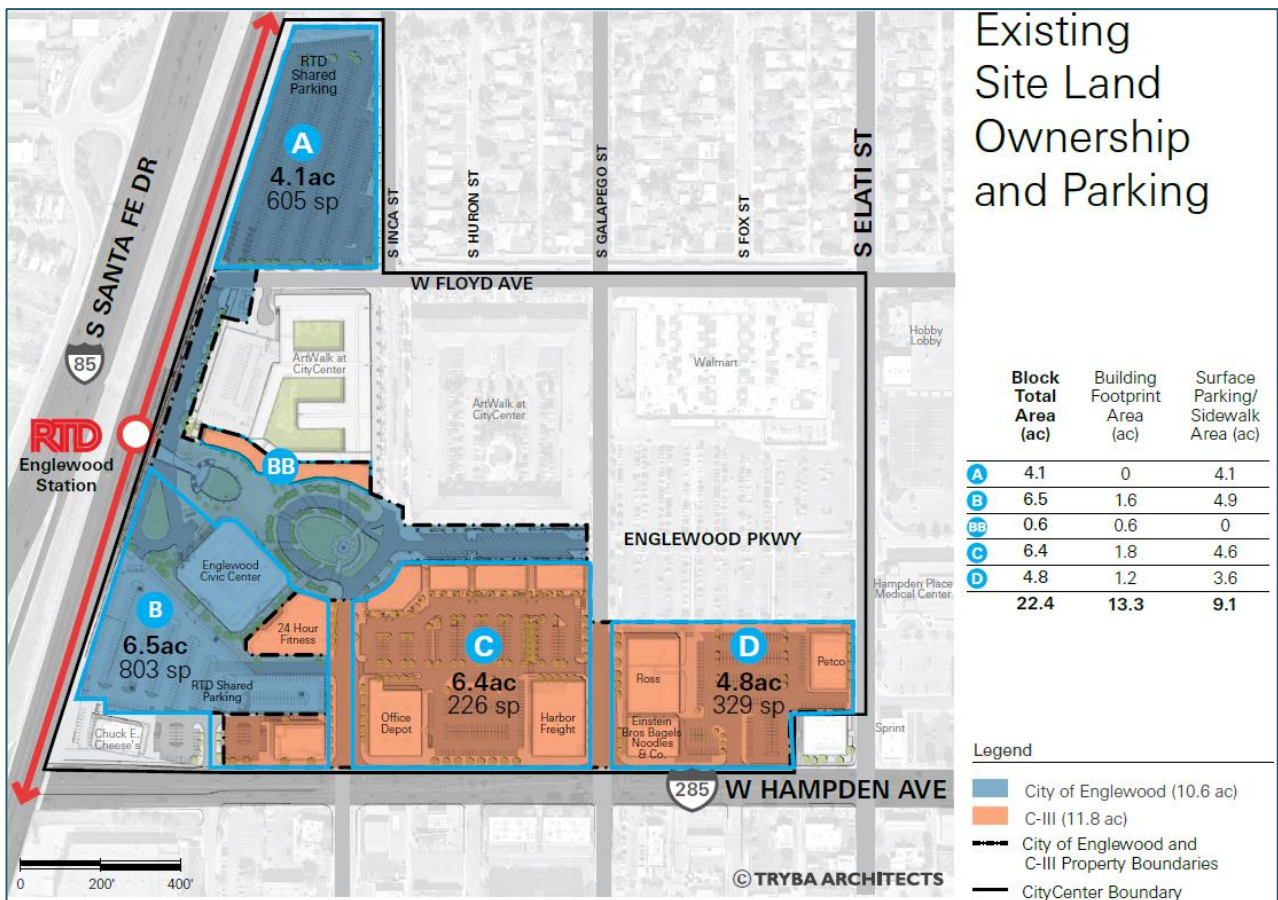 Existing
Site Land
Ownership
and Parking
RTD
Shared
Parking
A
4.1ac
605 sp
S SANTA FE DR
85
S INCA ST
S HURON ST
S GALAPEGO ST
S FOX ST
S ELATI ST
W FLOYD AVE
ArtWalk at
CityCenter
ArtWalk at
CityCenter
Walmart
Hobby
Lobby
RTD
Englewood
Station
BB
ENGLEWOOD PKWY
Englewood
Civic Center
Hampden Place
Medical Center
B
6.5ac
803 sp
24 Hour
Fitness
RTD Shared
Parking
C
6.4ac
226 sp
Office
Depot
Harbor
Freight
D
4.8ac
329 sp
Ross
Petco
Einstein
Bros Bagels
Noodles
& Co.
Chuck E.
Cheese's
Sprint
285
W HAMPDEN AVE
0 200' 400'
© TRYBA ARCHITECTS
Block
Total
Area
(ac)
Building
Footprint
Area
(ac)
Surface
Parking/
Sidewalk
Area (ac)
A 4.1 0 4.1
B 6.5 1.6 4.9
BB 0.6 0.6 0
C 6.4 1.8 4.6
D 4.8 1.2 3.6
22.4 13.3 9.1
Legend
City of Englewood (10.6 ac)
C-III (11.8 ac)
City of Englewood and
C-III Property Boundaries
CityCenter Boundary